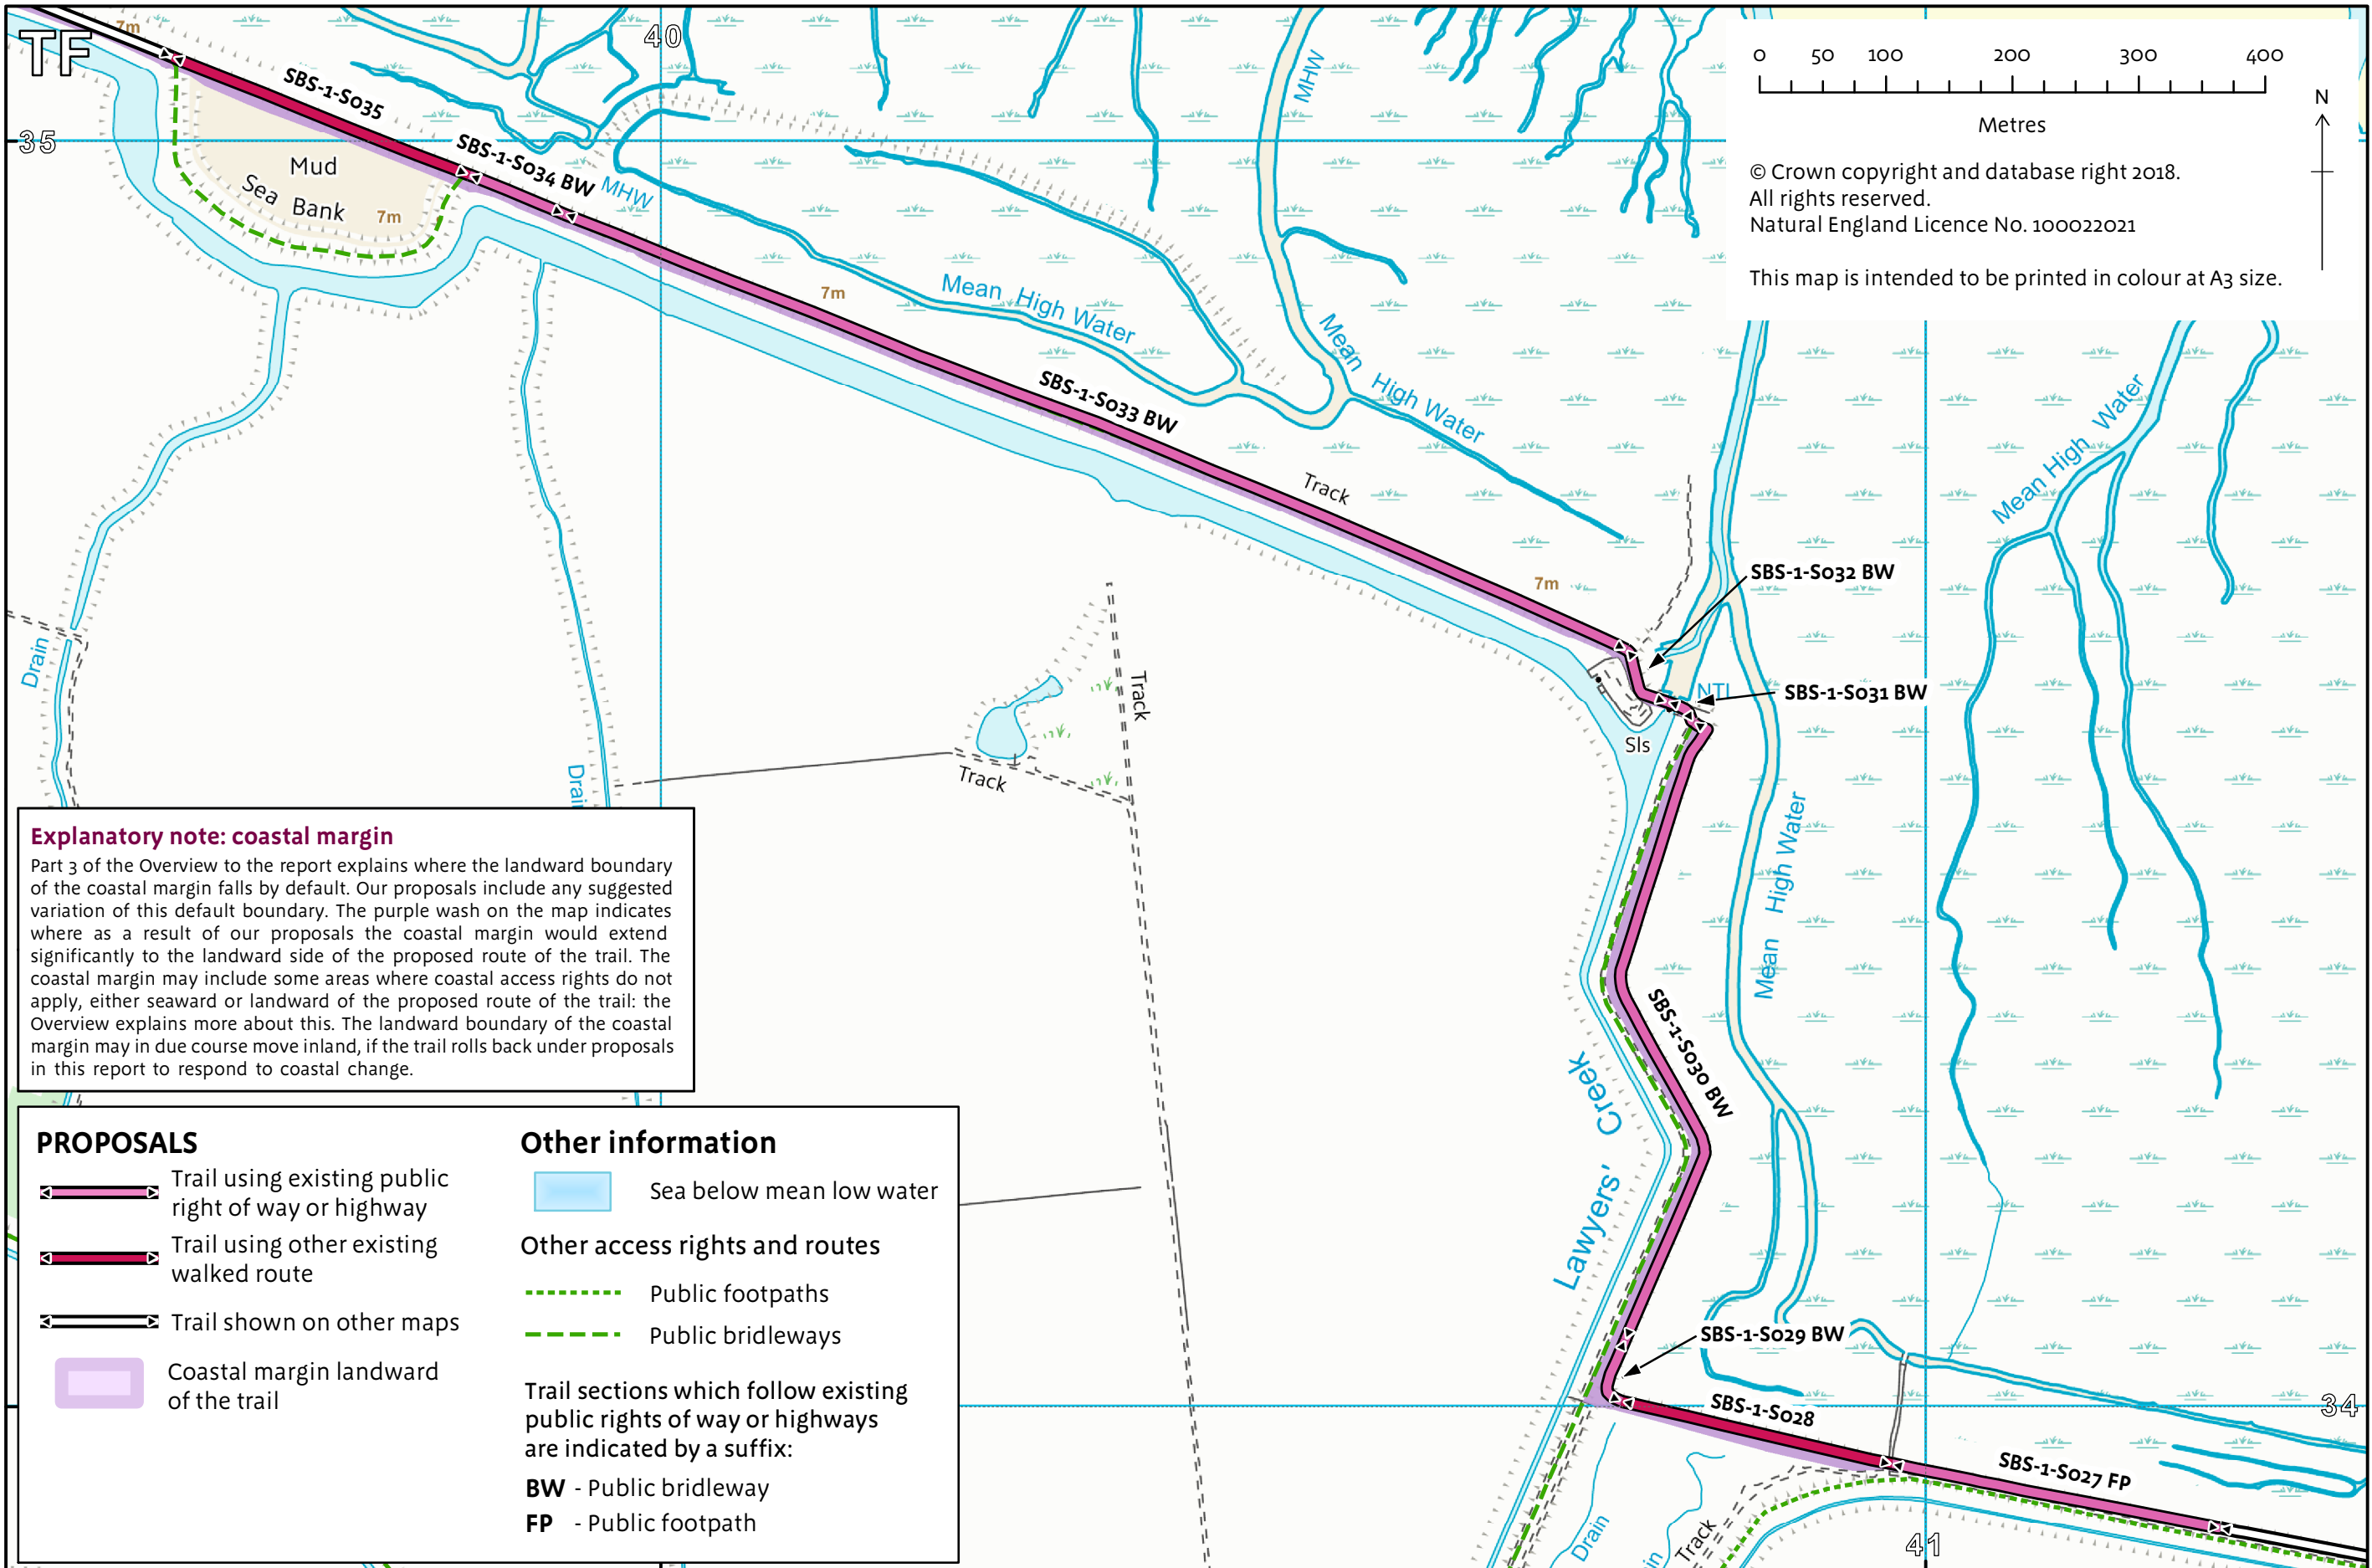 7m
TF
40
SBS-1-S035
35
Mud
Sea Bank
7m
SBS-1-S034 BW
MHW
MHW
0 50 100 200 300 400
Metres
N
© Crown copyright and database right 2018.
All rights reserved.
Natural England Licence No. 100022021
This map is intended to be printed in colour at A3 size.
7m
Mean High Water
Mean High Water
SBS-1-S033 BW
Track
Mean High Water
7m
SBS-1-S032 BW
NTL
SBS-1-S031 BW
Sls
Drain
Track
Track
Drain
Mean High Water
SBS-1-S030 BW
Lawyers' Creek
SBS-1-S029 BW
SBS-1-S028
34
SBS-1-S027 FP
Drain
Track
41
Explanatory note: coastal margin
Part 3 of the Overview to the report explains where the landward boundary
of the coastal margin falls by default. Our proposals include any suggested
variation of this default boundary. The purple wash on the map indicates
where as a result of our proposals the coastal margin would extend
significantly to the landward side of the proposed route of the trail. The
coastal margin may include some areas where coastal access rights do not
apply, either seaward or landward of the proposed route of the trail: the
Overview explains more about this. The landward boundary of the coastal
margin may in due course move inland, if the trail rolls back under proposals
in this report to respond to coastal change.
PROPOSALS
Trail using existing public
right of way or highway
Trail using other existing
walked route
Trail shown on other maps
Coastal margin landward
of the trail
Other information
Sea below mean low water
Other access rights and routes
Public footpaths
Public bridleways
Trail sections which follow existing
public rights of way or highways
are indicated by a suffix:
BW - Public bridleway
FP - Public footpath